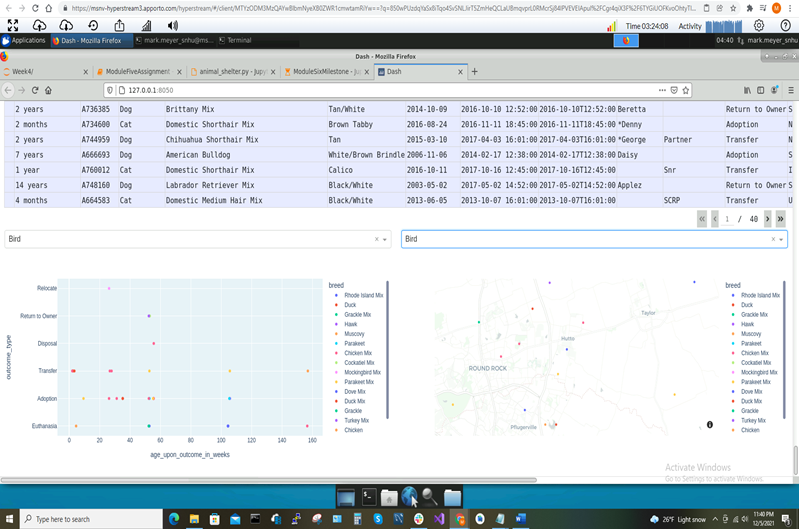 Time 03:24:08
Activity
Applications
Dash - Mozilla Firefox
mark.meyer_snhu@ms...
Terminal
04:40
mark.meyer_snhu
Dash - Mozilla Firefox
Week4/
ModuleFiveAssignment
animal_shelter.py - Jupy
ModuleSixMilestone - Jup
Dash
127.0.0.1:8050
2 years A736385 Dog Brittany Mix Tan/White 2014-10-09 2016-10-10 12:52:00 2016-10-10T12:52:00 Beretta Return to Owner S
2 months A734600 Cat Domestic Shorthair Mix Brown Tabby 2016-08-24 2016-11-11 18:45:00 2016-11-11T18:45:00 *Denny Adoption N
2 years A744959 Dog Chihuahua Shorthair Mix Tan 2015-03-10 2017-04-03 16:01:00 2017-04-03T16:01:00 *George Partner Transfer N
7 years A666693 Dog American Bulldog White/Brown Brindle 2006-11-06 2014-02-17 12:38:00 2014-02-17T12:38:00 Daisy Adoption S
1 year A760012 Cat Domestic Shorthair Mix Calico 2016-10-11 2017-10-16 12:45:00 2017-10-16T12:45:00 Snr Transfer I
14 years A748160 Dog Labrador Retriever Mix Black/White 2003-05-02 2017-05-02 14:52:00 2017-05-02T14:52:00 Applez Return to Owner S
4 months A664583 Cat Domestic Medium Hair Mix Black/White 2013-06-05 2013-10-07 16:01:00 2013-10-07T16:01:00 SCRP Transfer U
« ‹ 1 / 40 › »
Bird
Bird
outcome_type
Relocate
Return to Owner
Disposal
Transfer
Adoption
Euthanasia
0 20 40 60 80 100 120 140 160
age_upon_outcome_in_weeks
breed
Rhode Island Mix
Duck
Grackle Mix
Hawk
Muscovy
Parakeet
Chicken Mix
Cockatiel Mix
Mockingbird Mix
Parakeet Mix
Dove Mix
Duck Mix
Grackle
Turkey Mix
Chicken
Taylor
Hutto
ROUND ROCK
Pflugerville
breed
Rhode Island Mix
Duck
Grackle Mix
Hawk
Muscovy
Parakeet
Chicken Mix
Cockatiel Mix
Mockingbird Mix
Parakeet Mix
Dove Mix
Duck Mix
Grackle
Turkey Mix
Chicken
Activate Windows
Go to Settings to activate Windows.
Type here to search
26°F Light snow
11:40 PM
12/5/2021